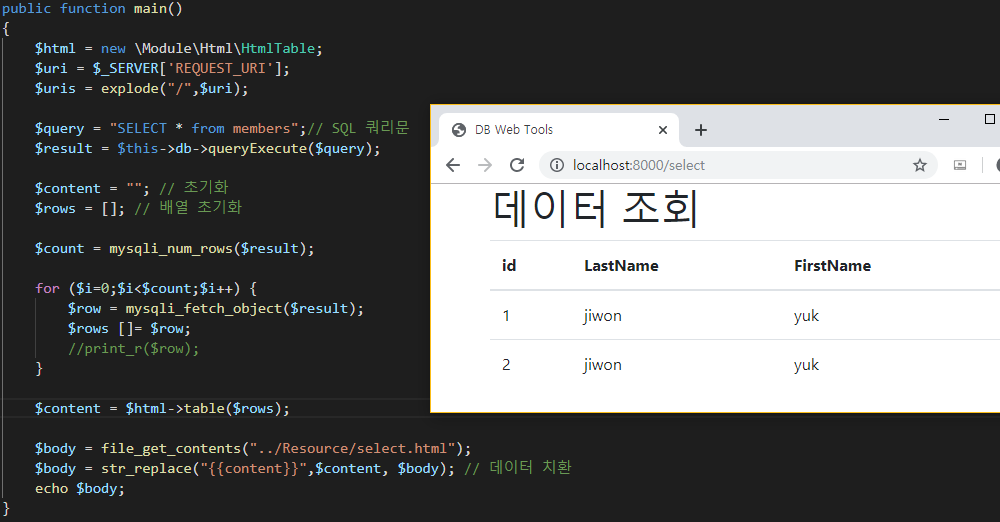 public function main()
{
    $html = new \Module\Html\HtmlTable;
    $uri = $_SERVER['REQUEST_URI'];
    $uris = explode("/",$uri);
    $query = "SELECT * from members";// SQL 쿼리문
    $result = $this->db->queryExecute($query);
    $content = ""; // 초기화
    $rows = []; // 배열 초기화
    $count = mysqli_num_rows($result);
    for ($i=0;$i<$count;$i++) {
        $row = mysqli_fetch_object($result);
        $rows []= $row;
        //print_r($row);
    }
    $content = $html->table($rows);
    $body = file_get_contents("../Resource/select.html");
    $body = str_replace("{{content}}",$content, $body); // 데이터 치환
    echo $body;
}
DB Web Tools
localhost:8000/select
데이터 조회
id LastName FirstName
1 jiwon yuk
2 jiwon yuk